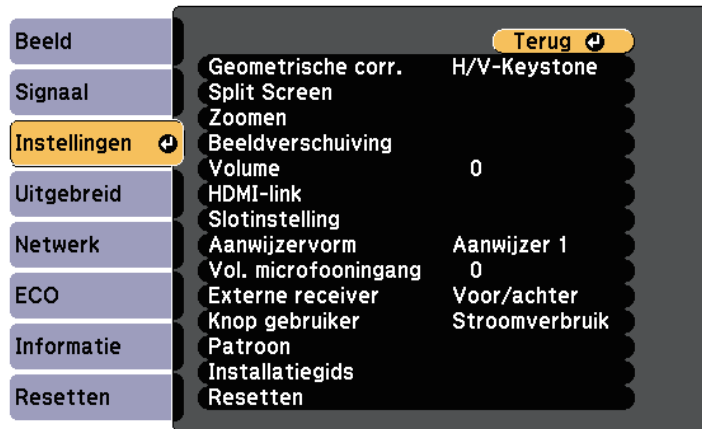 Beeld
Signaal
Instellingen
Uitgebreid
Netwerk
ECO
Informatie
Resetten
Terug
Geometrische corr. H/V-Keystone
Split Screen
Zoomen
Beeldverschuiving
Volume 0
HDMI-link
Slotinstelling
Aanwijzervorm Aanwijzer 1
Vol. microfooningang 0
Externe receiver Voor/achter
Knop gebruiker Stroomverbruik
Patroon
Installatiegids
Resetten